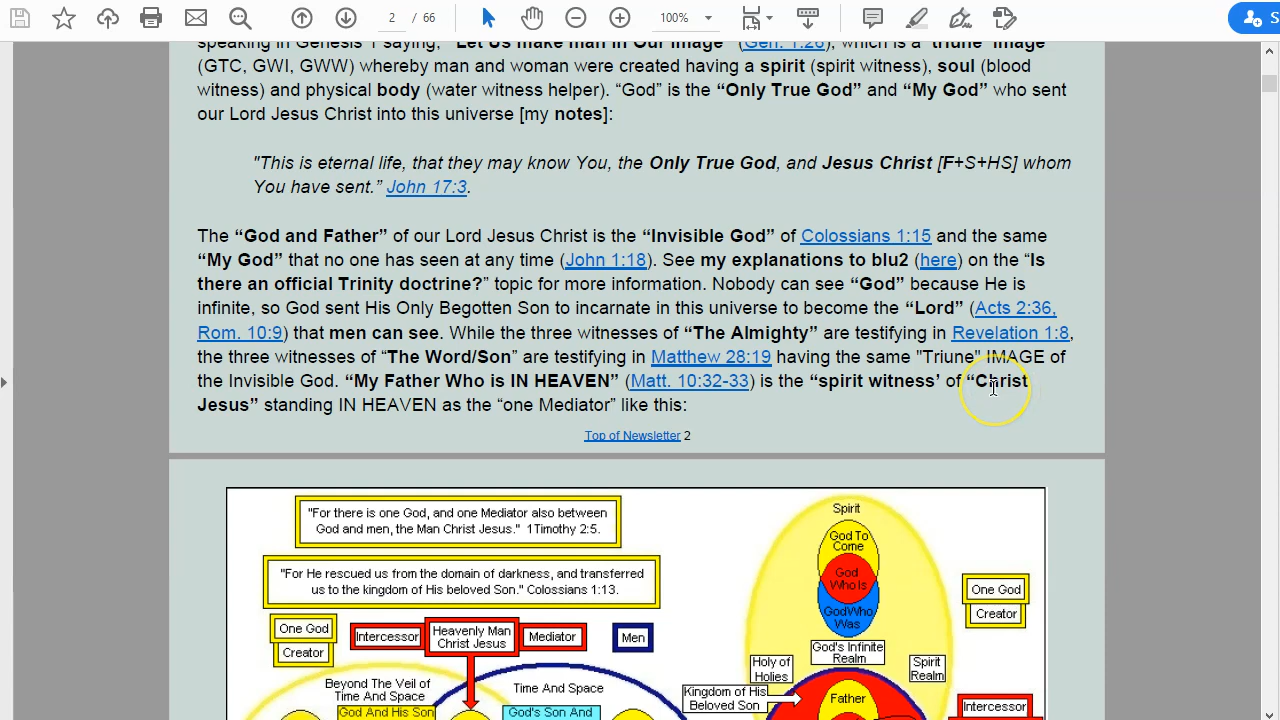 2 / 66
100%
S
speaking in Genesis 1 saying, "Let Us make man in Our Image" (Gen. 1:26), which is a "triune" image
(GTC, GWI, GWW) whereby man and woman were created having a spirit (spirit witness), soul (blood
witness) and physical body (water witness helper). “God” is the “Only True God” and “My God” who sent
our Lord Jesus Christ into this universe [my notes]:
"This is eternal life, that they may know You, the Only True God, and Jesus Christ [F+S+HS] whom
You have sent.” John 17:3.
The “God and Father” of our Lord Jesus Christ is the “Invisible God” of Colossians 1:15 and the same
“My God” that no one has seen at any time (John 1:18). See my explanations to blu2 (here) on the “Is
there an official Trinity doctrine?” topic for more information. Nobody can see “God” because He is
infinite, so God sent His Only Begotten Son to incarnate in this universe to become the “Lord” (Acts 2:36,
Rom. 10:9) that men can see. While the three witnesses of “The Almighty” are testifying in Revelation 1:8,
the three witnesses of “The Word/Son” are testifying in Matthew 28:19 having the same "Triune" IMAGE of
the Invisible God. “My Father Who is IN HEAVEN” (Matt. 10:32-33) is the “spirit witness’ of “Christ
Jesus” standing IN HEAVEN as the “one Mediator” like this:
Top of Newsletter 2
"For there is one God, and one Mediator also between
God and men, the Man Christ Jesus." 1Timothy 2:5.
"For He rescued us from the domain of darkness, and transferred
us to the kingdom of His beloved Son." Colossians 1:13.
One God
Creator
Intercessor
Heavenly Man
Christ Jesus
Mediator
Men
Beyond The Veil of
Time And Space
Time And Space
God And His Son
God's Son And
Spirit
God To
Come
God
Who Is
God Who
Was
God's Infinite
Realm
Holy of
Holies
Spirit
Realm
Kingdom of His
Beloved Son
Father
One God
Creator
Intercessor